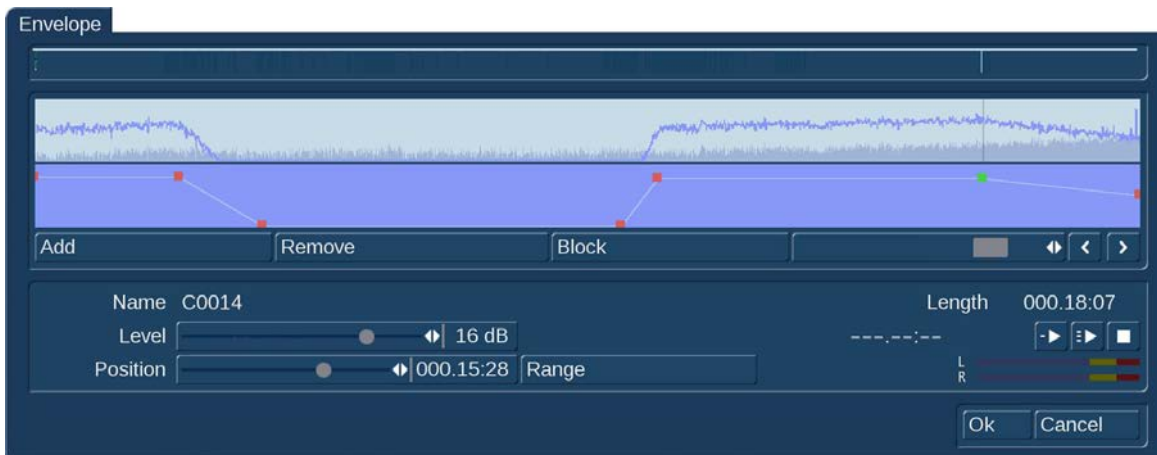 Envelope
Add Remove Block
Name C0014 Length 000.18:07
Level 16 dB ---.--:--
Position 000.15:28 Range
L
R
Ok Cancel